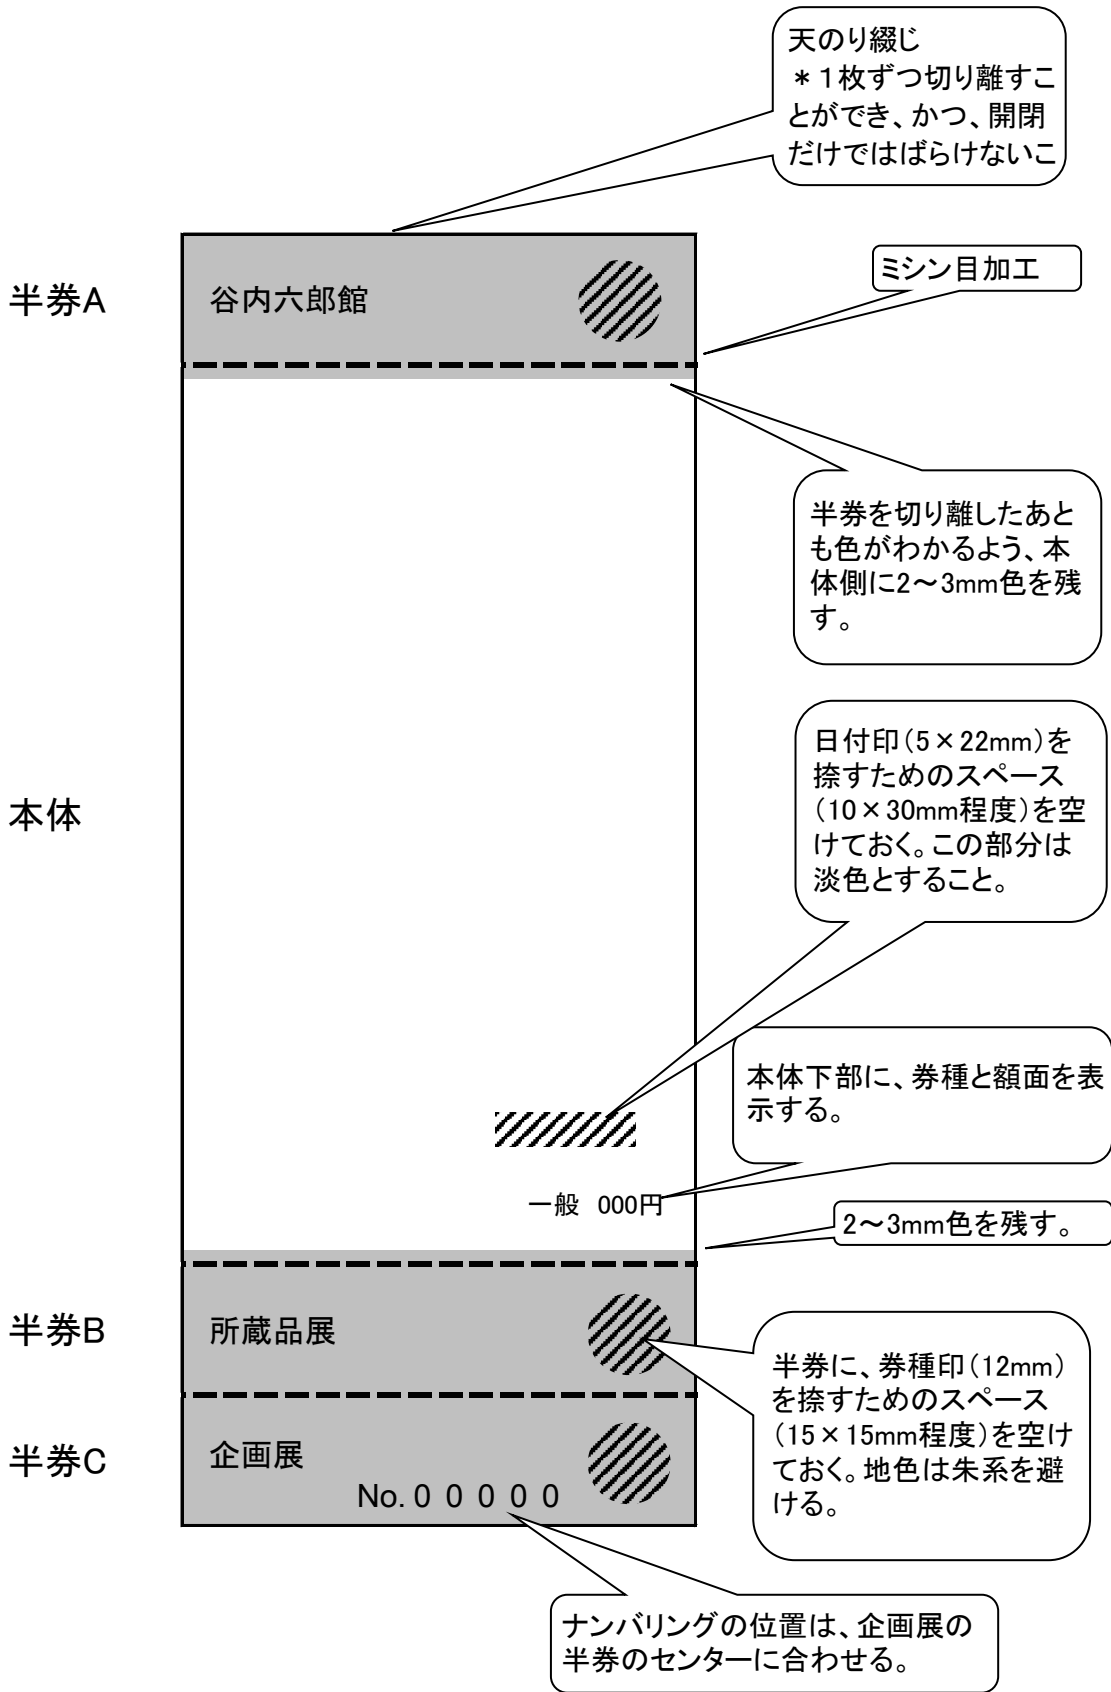 天のり綴じ
＊１枚ずつ切り離すこ
とができ、かつ、開閉
だけではばらけないこ
半券A
谷内六郎館
ミシン目加工
半券を切り離したあと
も色がわかるよう、本
体側に2～3mm色を残
す。
本体
日付印（5×22mm）を
捺すためのスペース
（10×30mm程度）を空
けておく。この部分は
淡色とすること。
本体下部に、券種と額面を表
示する。
一般　000円
2～3mm色を残す。
半券B
所蔵品展
半券に、券種印（12mm）
を捺すためのスペース
（15×15mm程度）を空け
ておく。地色は朱系を避
ける。
半券C
企画展
No.０００００
ナンバリングの位置は、企画展の
半券のセンターに合わせる。